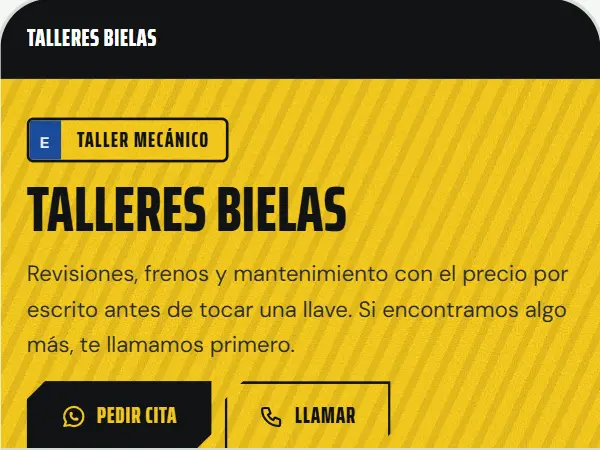 TALLERES BIELAS
E TALLER MECÁNICO
TALLERES BIELAS
Revisiones, frenos y mantenimiento con el precio por
escrito antes de tocar una llave. Si encontramos algo
más, te llamamos primero.
PEDIR CITA LLAMAR